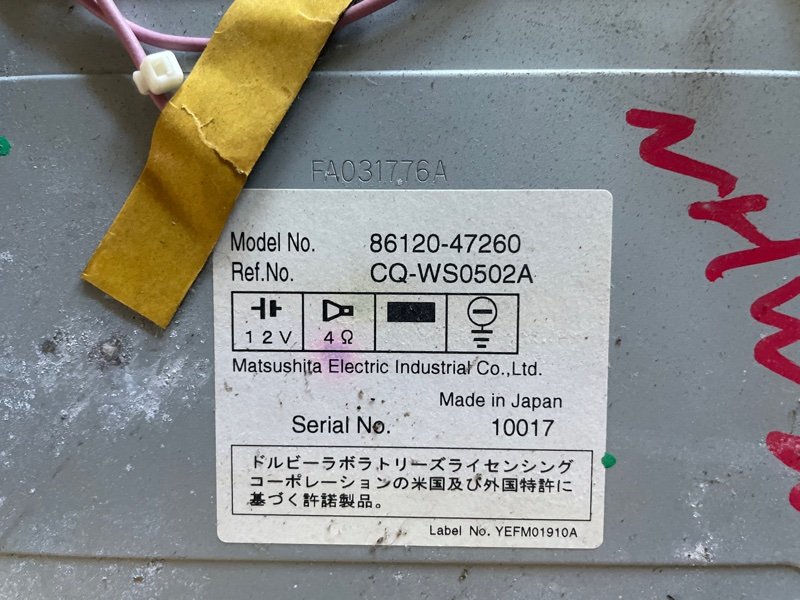 FA031776A
Model No. 86120-47260
Ref.No. CQ-WS0502A
12V 4Ω
Matsushita Electric Industrial Co.,Ltd.
Made in Japan
Serial No. 10017
ドルビーラボラトリーズライセンシング
コーポレーションの米国及び外国特許に
基づく許諾製品。
Label No. YEFM01910A